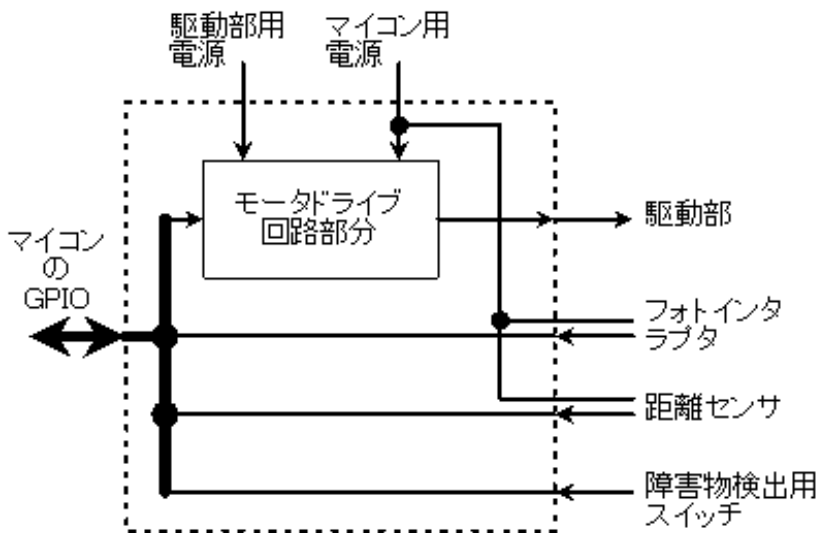 駆動部用
電源
マイコン用
電源
モータドライブ
回路部分
駆動部
マイコン
の
GPIO
フォトインタ
ラプタ
距離センサ
障害物検出用
スイッチ